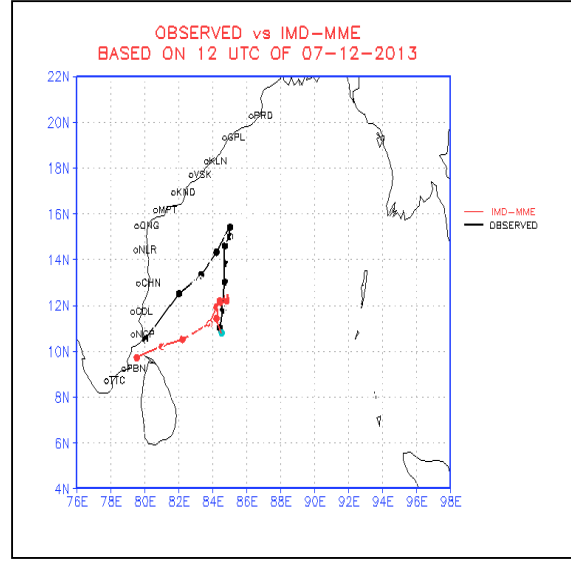 OBSERVED vs IMD-MME
BASED ON 12 UTC OF 07-12-2013
22N
20N
18N
16N
14N
12N
10N
8N
6N
4N
PRD
GPL
KLN
VSK
KND
MPT
ONG
NLR
CHN
CDL
NGP
PBN
TTC
IMD-MME
OBSERVED
76E 78E 80E 82E 84E 86E 88E 90E 92E 94E 96E 98E